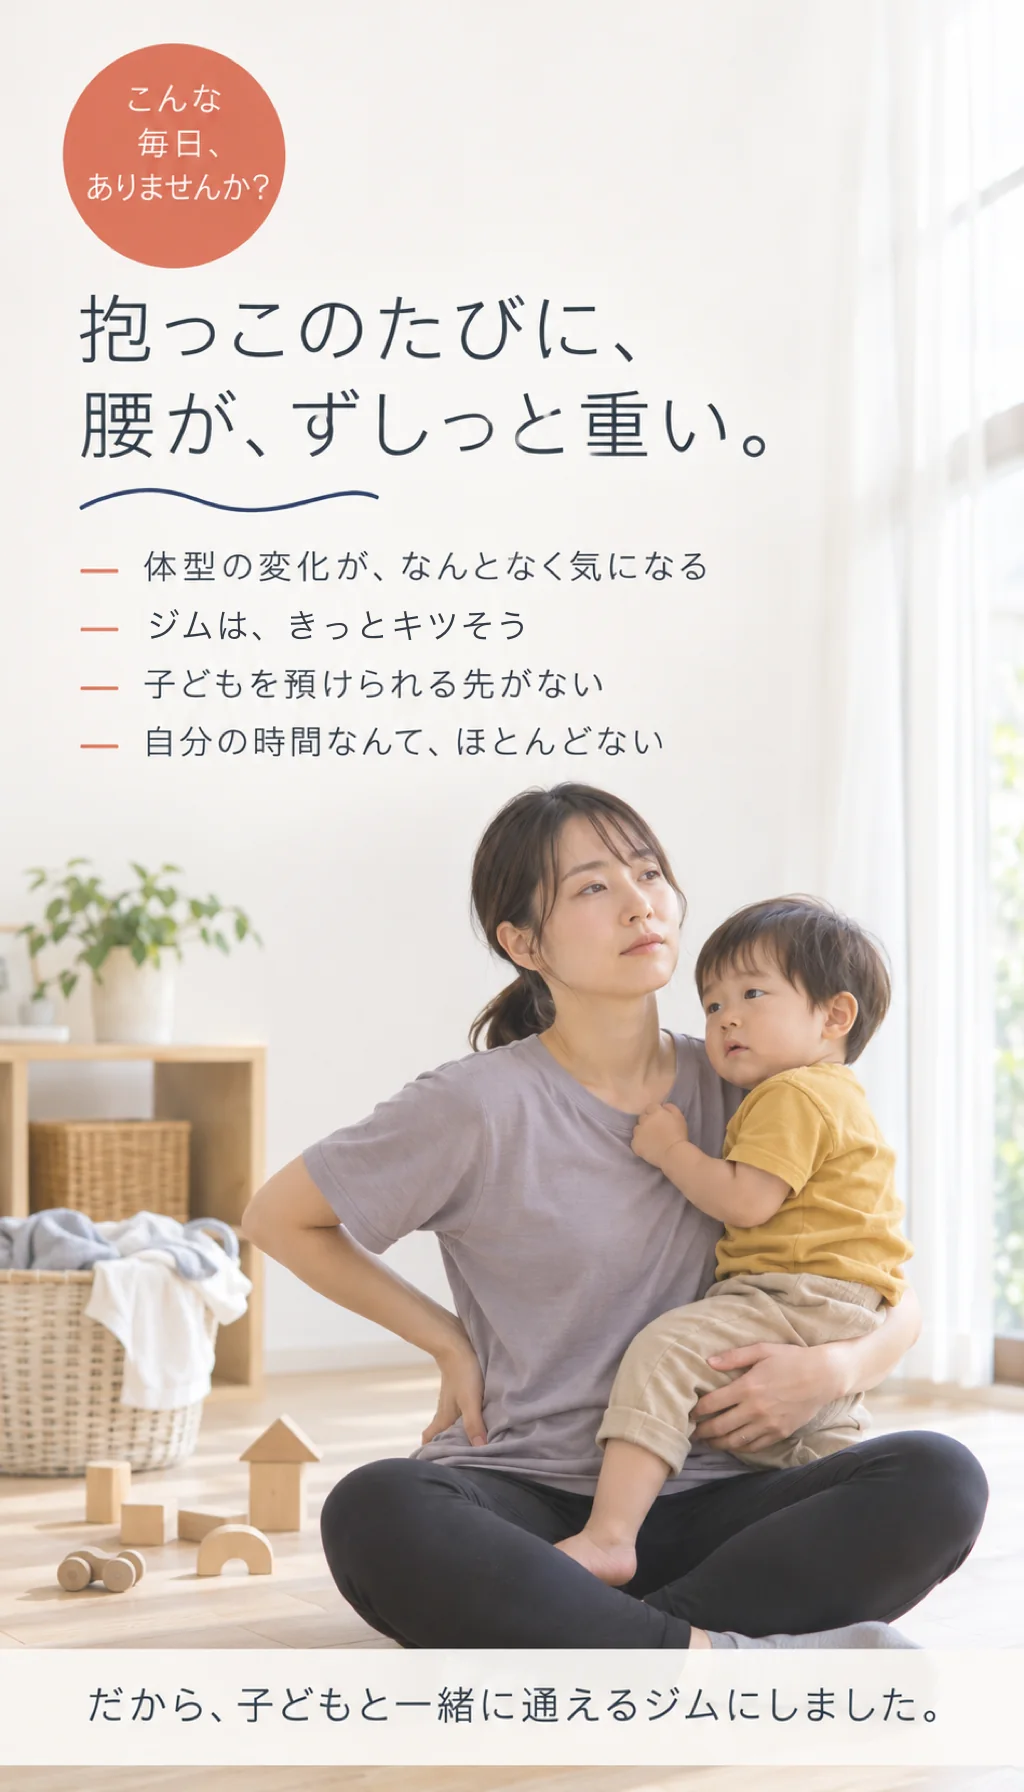 こんな
毎日、
ありませんか?
抱っこのたびに、
腰が、ずしっと重い。
体型の変化が、なんとなく気になる
ジムは、きっとキツそう
子どもを預けられる先がない
自分の時間なんて、ほとんどない
だから、子どもと一緒に通えるジムにしました。